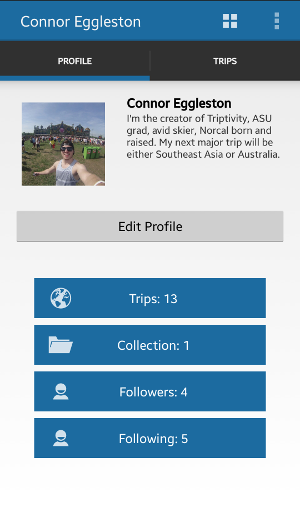 Connor Eggleston
PROFILE
TRIPS
Connor Eggleston
I'm the creator of Triptivity, ASU
grad, avid skier, Norcal born and
raised. My next major trip will be
either Southeast Asia or Australia.
Edit Profile
Trips: 13
Collection: 1
Followers: 4
Following: 5